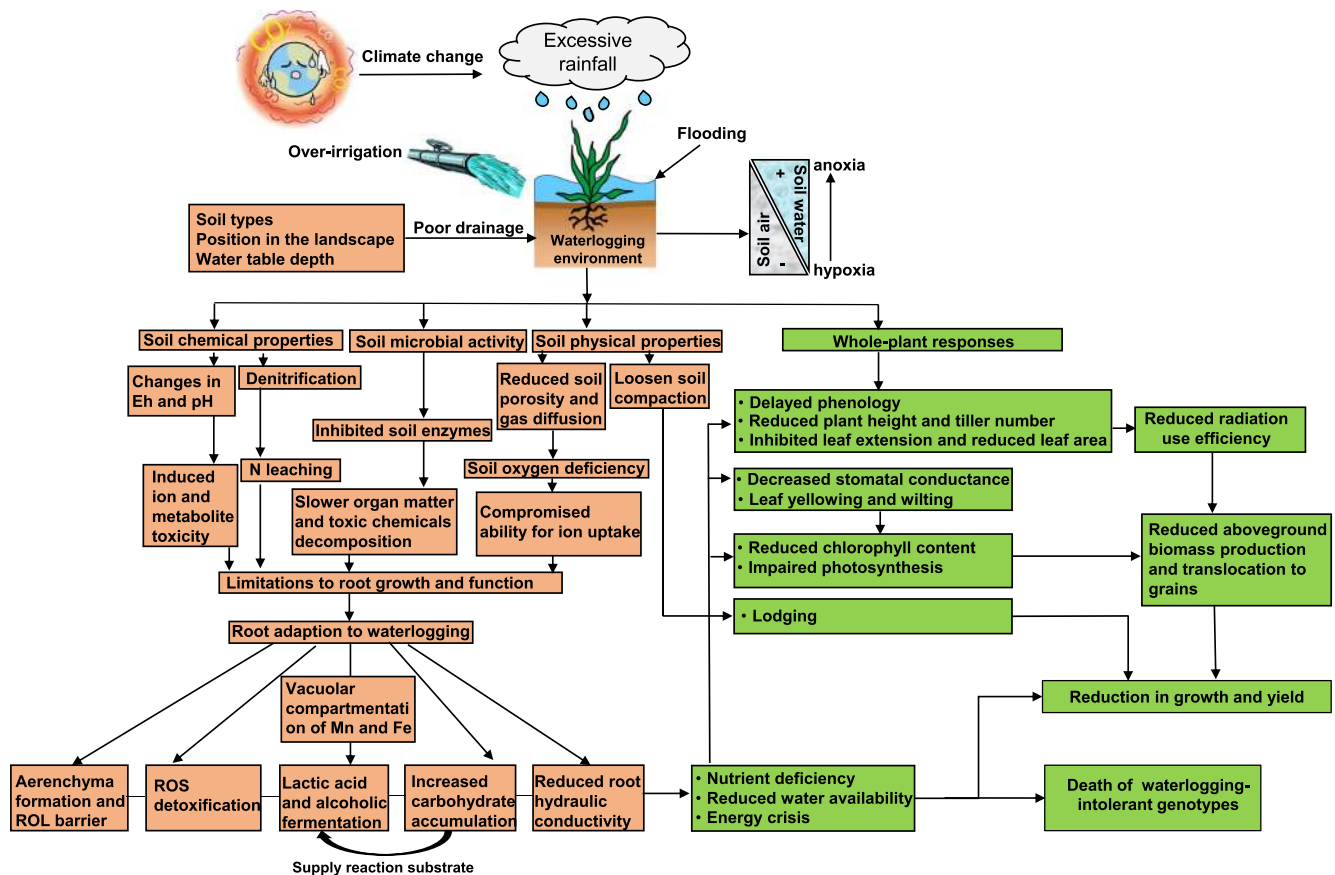 CO2
CO2
CO
CO2
Climate change
Excessive
rainfall
Over-irrigation
Flooding
Soil types
Position in the landscape
Water table depth
Poor drainage
Waterlogging
environment
+
Soil water
Soil air
-
anoxia
hypoxia
Soil chemical properties
Soil microbial activity
Soil physical properties
Whole-plant responses
Changes in
Eh and pH
Denitrification
Reduced soil
porosity and
gas diffusion
Loosen soil
compaction
Inhibited soil enzymes
Induced
ion and
metabolite
toxicity
N leaching
Slower organ matter
and toxic chemicals
decomposition
Soil oxygen deficiency
Compromised
ability for ion uptake
Limitations to root growth and function
Root adaption to waterlogging
Vacuolar
compartmentati
on of Mn and Fe
Aerenchyma
formation and
ROL barrier
ROS
detoxification
Lactic acid
and alcoholic
fermentation
Increased
carbohydrate
accumulation
Reduced root
hydraulic
conductivity
Supply reaction substrate
• Delayed phenology
• Reduced plant height and tiller number
• Inhibited leaf extension and reduced leaf area
Reduced radiation
use efficiency
• Decreased stomatal conductance
• Leaf yellowing and wilting
• Reduced chlorophyll content
• Impaired photosynthesis
Reduced aboveground
biomass production
and translocation to
grains
• Lodging
Reduction in growth and yield
• Nutrient deficiency
• Reduced water availability
• Energy crisis
Death of waterlogging-
intolerant genotypes